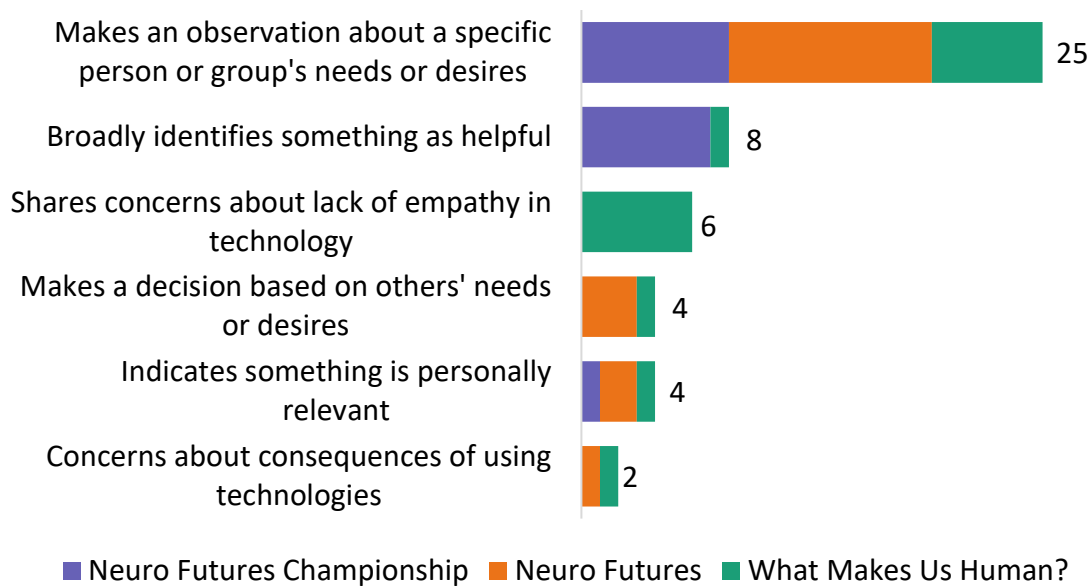 Makes an observation about a specific
person or group's needs or desires
25
Broadly identifies something as helpful
8
Shares concerns about lack of empathy in
technology
6
Makes a decision based on others' needs
or desires
4
Indicates something is personally
relevant
4
Concerns about consequences of using
technologies
2
Neuro Futures Championship Neuro Futures What Makes Us Human?